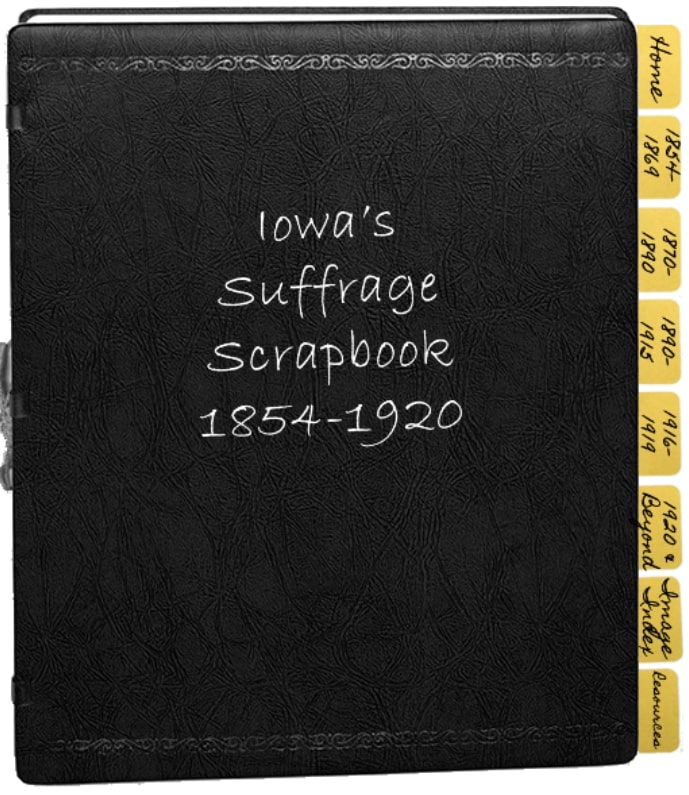 Iowa's
Suffrage
Scrapbook
1854-1920
Home
1854-
1869
1870-
1890
1890-
1915
1916-
1919
1920 &
Beyond
Image
Index
Resources